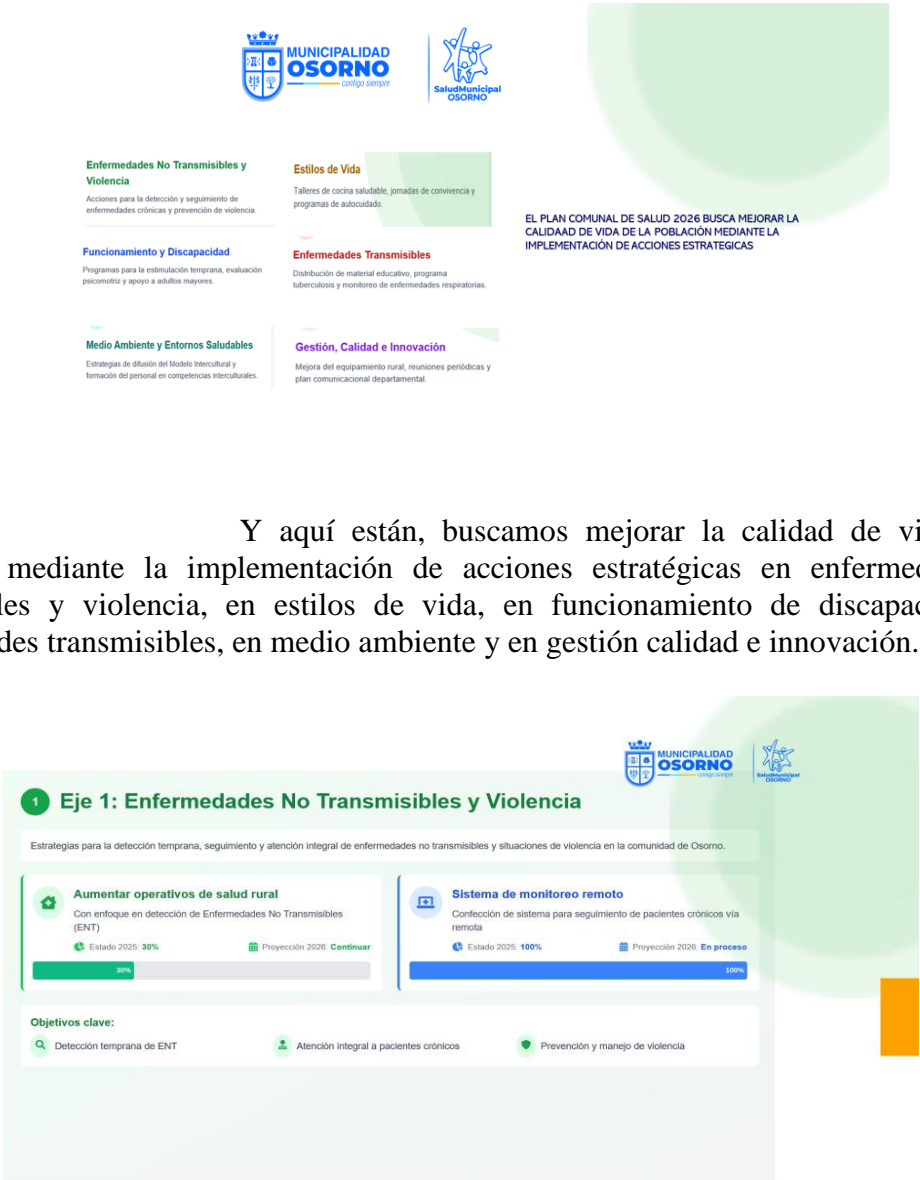 MUNICIPALIDAD
OSORNO
contigo siempre
SaludMunicipal
OSORNO
Enfermedades No Transmisibles y
Violencia
Acciones para la detección y seguimiento de
enfermedades crónicas y prevención de violencia.
Estilos de Vida
Talleres de cocina saludable, jornadas de convivencia y
programas de autocuidado.
Funcionamiento y Discapacidad
Programas para la estimulación temprana, evaluación
psicomotriz y apoyo a adultos mayores.
Enfermedades Transmisibles
Distribución de material educativo, programa
tuberculosis y monitoreo de enfermedades respiratorias.
Medio Ambiente y Entornos Saludables
Estrategias de difusión del Modelo Intercultural y
formación del personal en competencias interculturales.
Gestión, Calidad e Innovación
Mejora del equipamiento rural, reuniones periódicas y
plan comunicacional departamental.
EL PLAN COMUNAL DE SALUD 2026 BUSCA MEJORAR LA
CALIDAAD DE VIDA DE LA POBLACIÓN MEDIANTE LA
IMPLEMENTACIÓN DE ACCIONES ESTRATEGICAS
Y aquí están, buscamos mejorar la calidad de vi
mediante la implementación de acciones estratégicas en enfermed
les y violencia, en estilos de vida, en funcionamiento de discapac
des transmisibles, en medio ambiente y en gestión calidad e innovación.
MUNICIPALIDAD
OSORNO
contigo siempre
SaludMunicipal
OSORNO
1 Eje 1: Enfermedades No Transmisibles y Violencia
Estrategias para la detección temprana, seguimiento y atención integral de enfermedades no transmisibles y situaciones de violencia en la comunidad de Osorno.
Aumentar operativos de salud rural
Con enfoque en detección de Enfermedades No Transmisibles
(ENT)
Estado 2025: 30% Proyección 2026: Continuar
30%
Sistema de monitoreo remoto
Confección de sistema para seguimiento de pacientes crónicos vía
remota
Estado 2025: 100% Proyección 2026: En proceso
100%
Objetivos clave:
Detección temprana de ENT Atención integral a pacientes crónicos Prevención y manejo de violencia